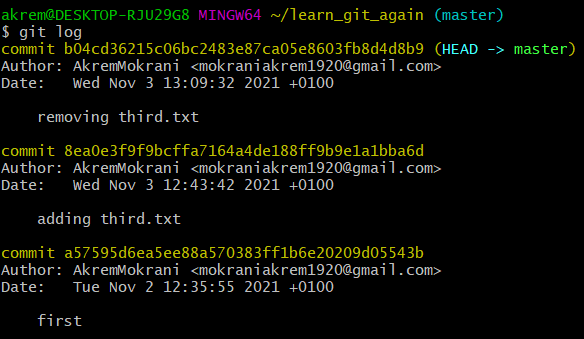 akrem@DESKTOP-RJU29G8 MINGW64 ~/learn_git_again (master)
$ git log
commit b04cd36215c06bc2483e87ca05e8603fb8d4d8b9 (HEAD -> master)
Author: AkremMokrani <mokraniakrem1920@gmail.com>
Date:   Wed Nov 3 13:09:32 2021 +0100
    removing third.txt
commit 8ea0e3f9f9bcffa7164a4de188ff9b9e1a1bba6d
Author: AkremMokrani <mokraniakrem1920@gmail.com>
Date:   Wed Nov 3 12:43:42 2021 +0100
    adding third.txt
commit a57595d6ea5ee88a570383ff1b6e20209d05543b
Author: AkremMokrani <mokraniakrem1920@gmail.com>
Date:   Tue Nov 2 12:35:55 2021 +0100
    first